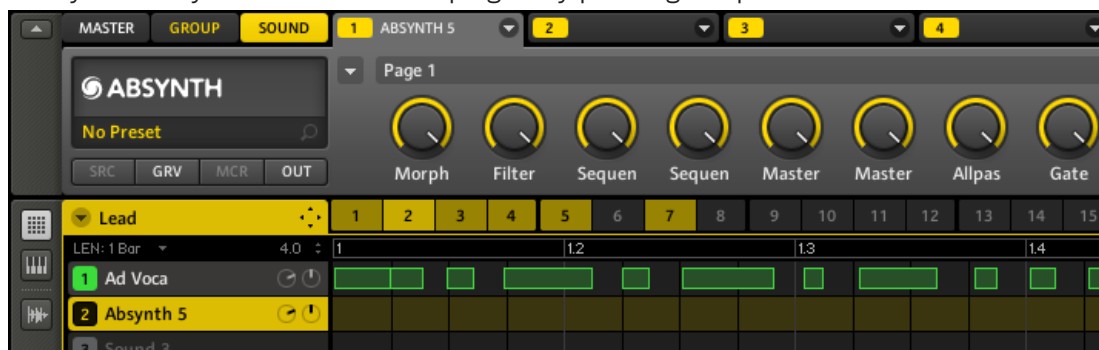 MASTER GROUP SOUND 1 ABSYNTH 5 2 3 4
ABSYNTH
Page 1
No Preset
Morph Filter Sequen Sequen Master Master Allpas Gate
SRC GRV MCR OUT
Lead 1 2 3 4 5 6 7 8 9 10 11 12 13 14 15
LEN: 1 Bar 4.0 1 1.2 1.3 1.4
1 Ad Voca
2 Absynth 5
3 Sound 3